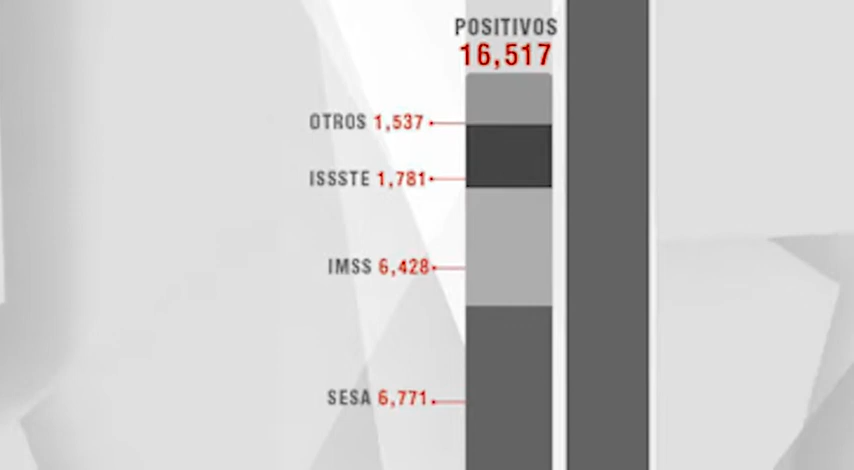 POSITIVOS
16,517
OTROS 1,537
ISSSTE 1,781
IMSS 6,428
SESA 6,771